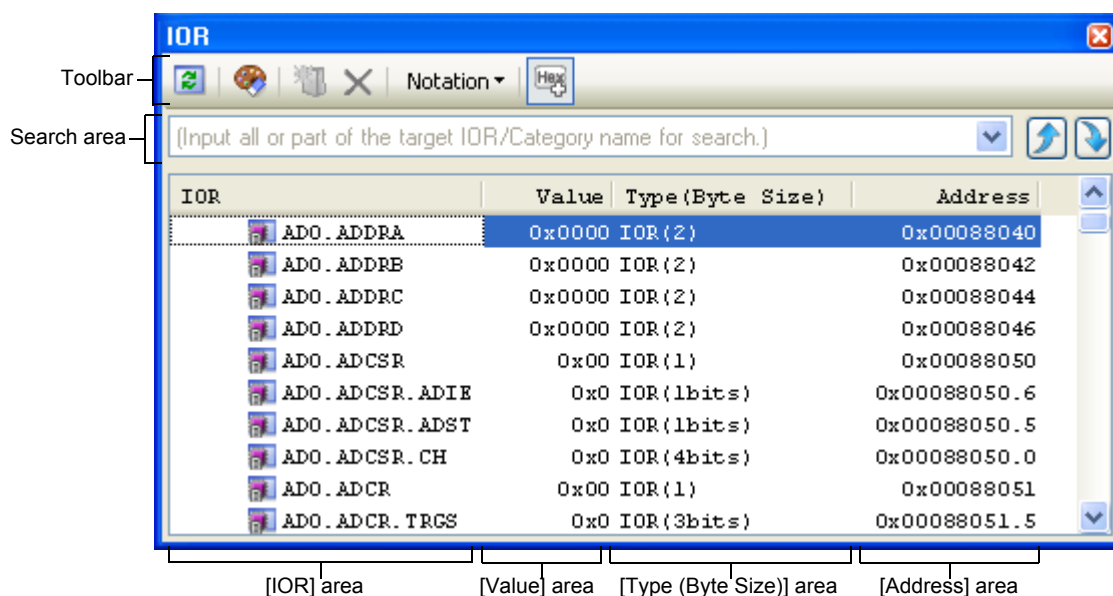 IOR
Toolbar
Notation
Hex
Search area
(Input all or part of the target IOR/Category name for search.)
IOR Value Type(Byte Size) Address
AD0.ADDRA 0x0000 IOR(2) 0x00088040
AD0.ADDRB 0x0000 IOR(2) 0x00088042
AD0.ADDRC 0x0000 IOR(2) 0x00088044
AD0.ADDRD 0x0000 IOR(2) 0x00088046
AD0.ADCSR 0x00 IOR(1) 0x00088050
AD0.ADCSR.ADIE 0x0 IOR(1bits) 0x00088050.6
AD0.ADCSR.ADST 0x0 IOR(1bits) 0x00088050.5
AD0.ADCSR.CH 0x0 IOR(4bits) 0x00088050.0
AD0.ADCR 0x00 IOR(1) 0x00088051
AD0.ADCR.TRGS 0x0 IOR(3bits) 0x00088051.5
[IOR] area [Value] area [Type (Byte Size)] area [Address] area